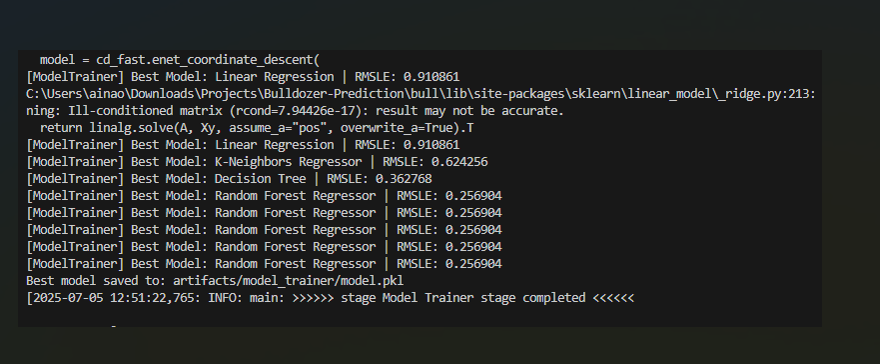 model = cd_fast.enet_coordinate_descent(
[ModelTrainer] Best Model: Linear Regression | RMSLE: 0.910861
C:\Users\ainao\Downloads\Projects\Bulldozer-Prediction\bull\lib\site-packages\sklearn\linear_model\_ridge.py:213:
ning: Ill-conditioned matrix (rcond=7.94426e-17): result may not be accurate.
return linalg.solve(A, Xy, assume_a="pos", overwrite_a=True).T
[ModelTrainer] Best Model: Linear Regression | RMSLE: 0.910861
[ModelTrainer] Best Model: K-Neighbors Regressor | RMSLE: 0.624256
[ModelTrainer] Best Model: Decision Tree | RMSLE: 0.362768
[ModelTrainer] Best Model: Random Forest Regressor | RMSLE: 0.256904
[ModelTrainer] Best Model: Random Forest Regressor | RMSLE: 0.256904
[ModelTrainer] Best Model: Random Forest Regressor | RMSLE: 0.256904
[ModelTrainer] Best Model: Random Forest Regressor | RMSLE: 0.256904
[ModelTrainer] Best Model: Random Forest Regressor | RMSLE: 0.256904
Best model saved to: artifacts/model_trainer/model.pkl
[2025-07-05 12:51:22,765: INFO: main: >>>>>> stage Model Trainer stage completed <<<<<<